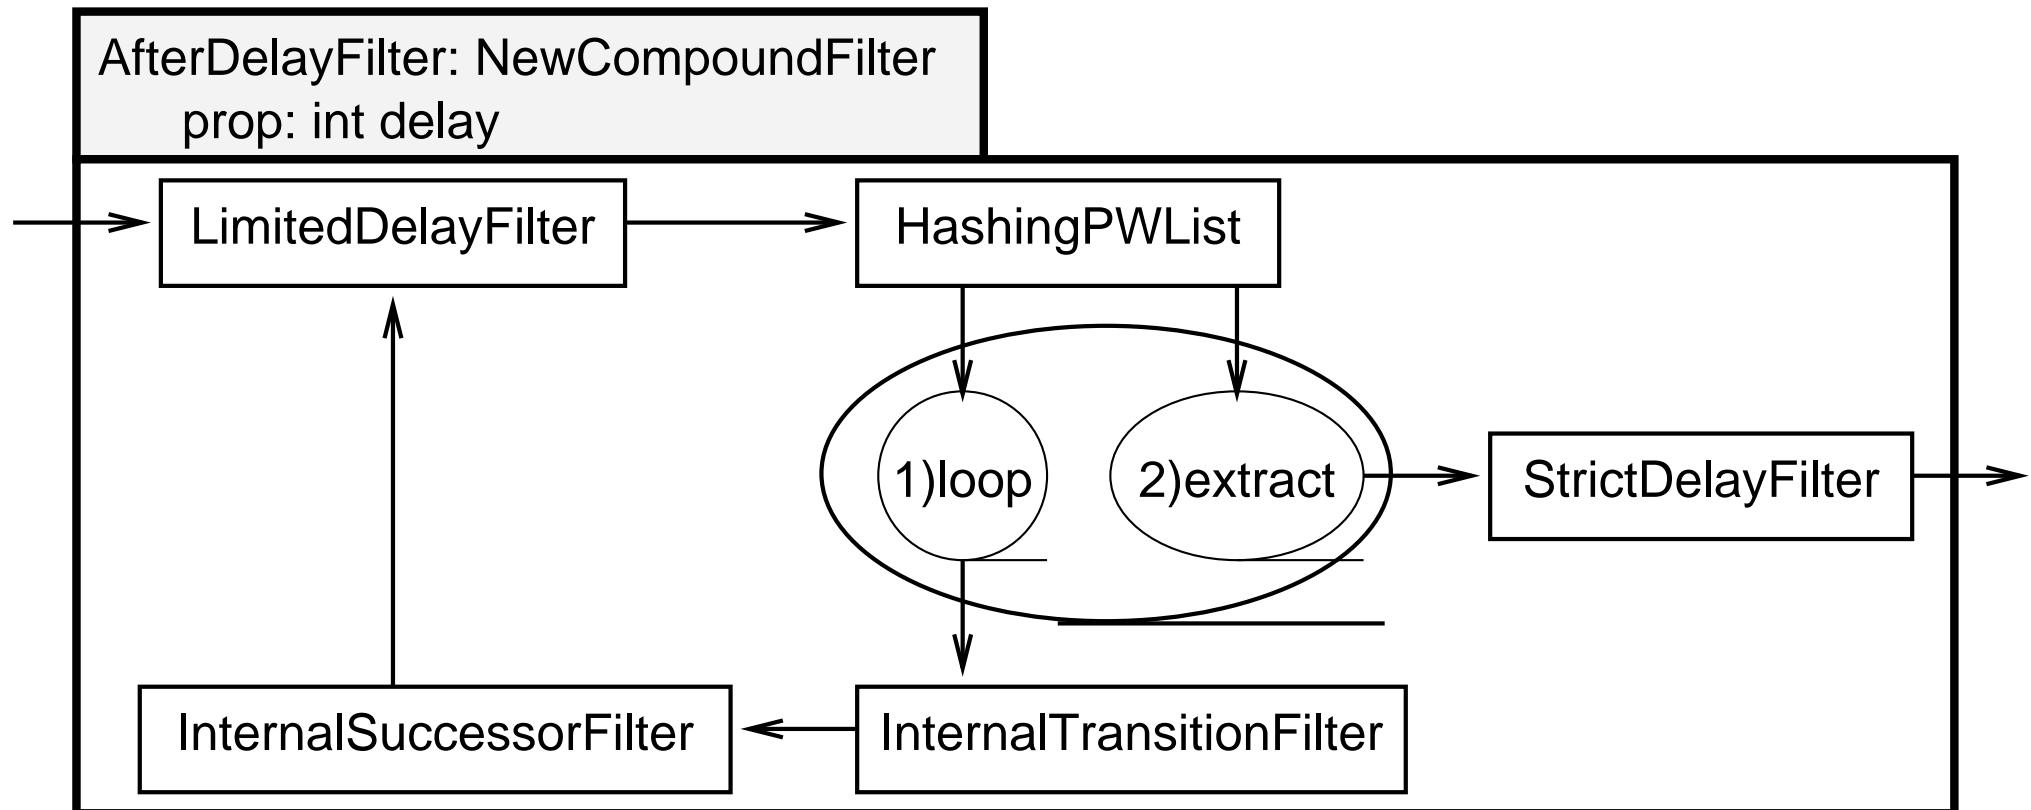 AfterDelayFilter: NewCompoundFilter
prop: int delay
LimitedDelayFilter
HashingPWList
1)loop
2)extract
StrictDelayFilter
InternalSuccessorFilter
InternalTransitionFilter